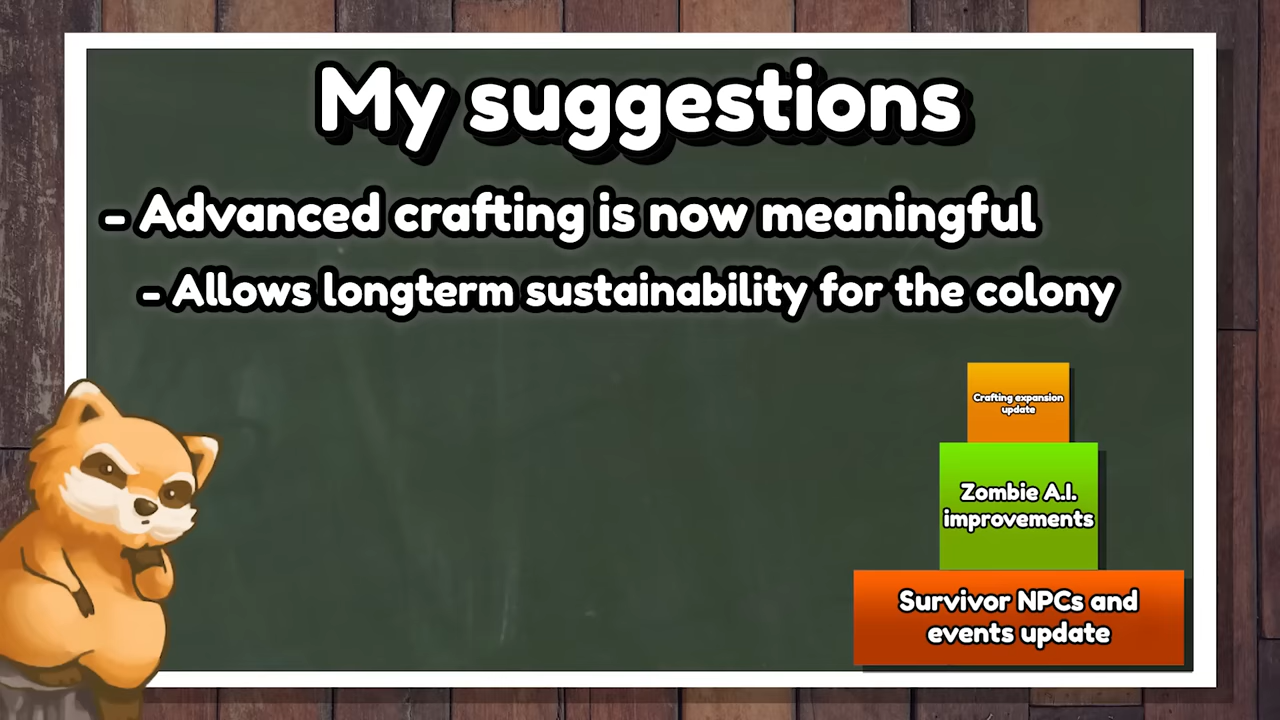 My suggestions
- Advanced crafting is now meaningful
- Allows longterm sustainability for the colony
Crafting expansion
update
Zombie A.I.
improvements
Survivor NPCs and
events update